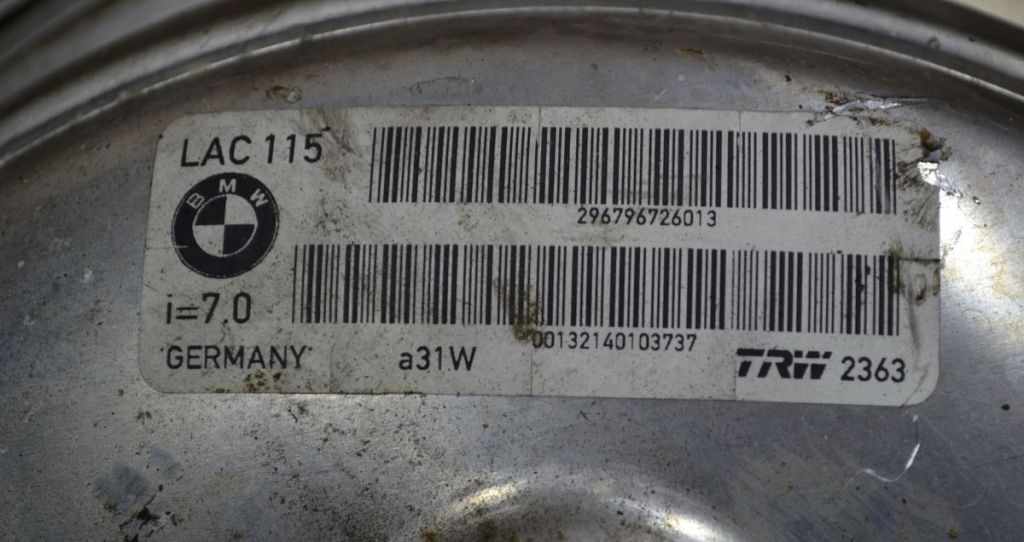 LAC 115
296796726013
BMW
i=7.0
00132140103737
GERMANY
a31W
TRW 2363